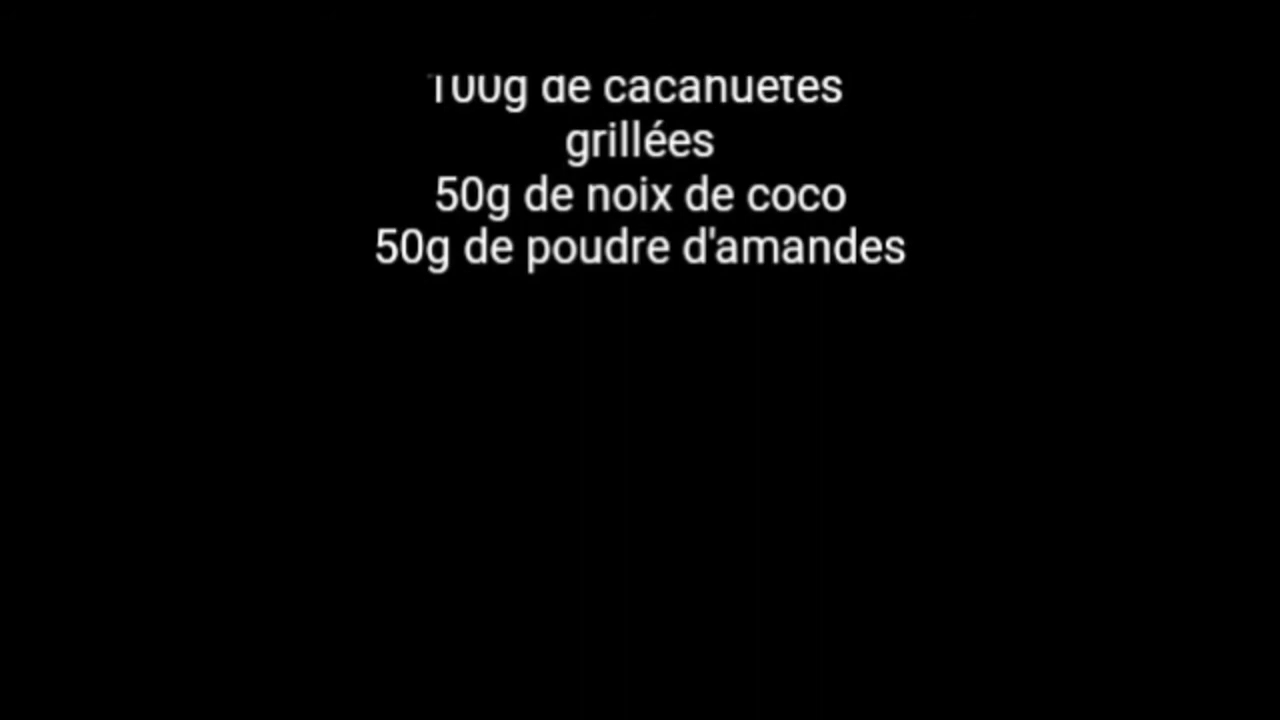 100g de cacahuètes
grillées
50g de noix de coco
50g de poudre d'amandes